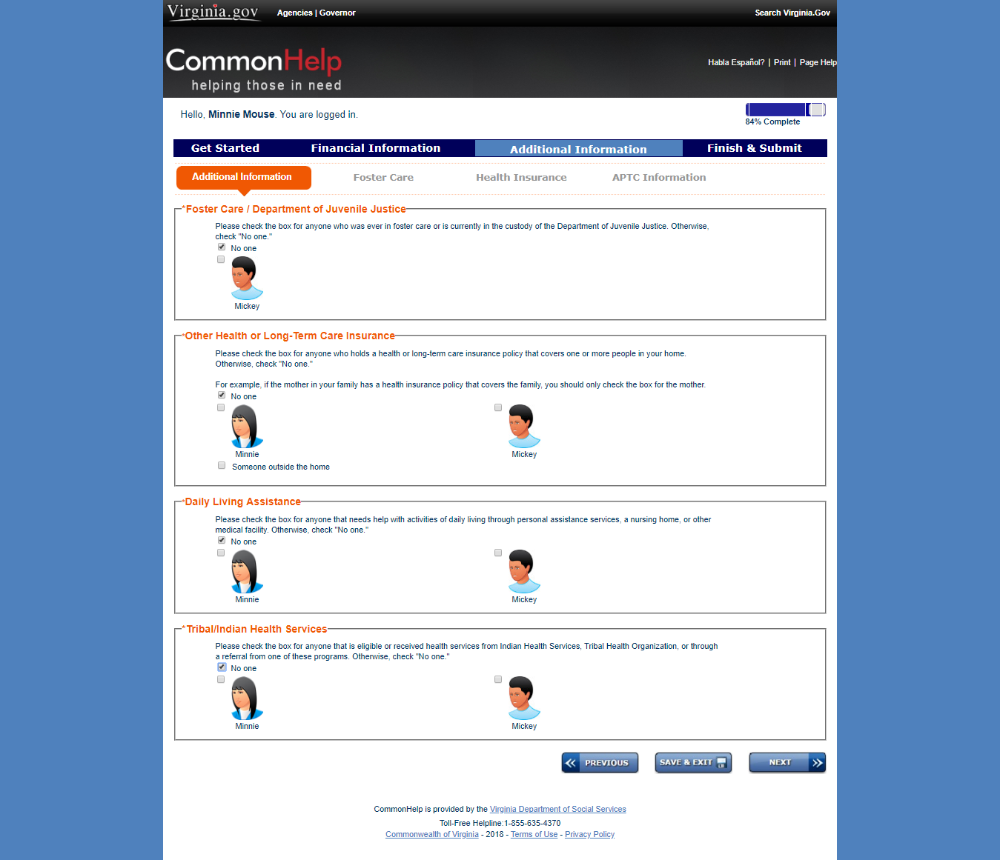 Virginia.gov Agencies | Governor Search Virginia.Gov
CommonHelp
helping those in need
Habla Español? | Print | Page Help
Hello, Minnie Mouse. You are logged in.
84% Complete
Get Started Financial Information Additional Information Finish & Submit
Additional Information Foster Care Health Insurance APTC Information
*Foster Care / Department of Juvenile Justice
Please check the box for anyone who was ever in foster care or is currently in the custody of the Department of Juvenile Justice. Otherwise,
check "No one."
No one
Mickey
*Other Health or Long-Term Care Insurance
Please check the box for anyone who holds a health or long-term care insurance policy that covers one or more people in your home.
Otherwise, check "No one."
For example, if the mother in your family has a health insurance policy that covers the family, you should only check the box for the mother.
No one
Minnie Mickey
Someone outside the home
*Daily Living Assistance
Please check the box for anyone that needs help with activities of daily living through personal assistance services, a nursing home, or other
medical facility. Otherwise, check "No one."
No one
Minnie Mickey
*Tribal/Indian Health Services
Please check the box for anyone that is eligible or received health services from Indian Health Services, Tribal Health Organization, or through
a referral from one of these programs. Otherwise, check "No one."
No one
Minnie Mickey
PREVIOUS SAVE & EXIT NEXT
CommonHelp is provided by the Virginia Department of Social Services
Toll-Free Helpline:1-855-635-4370
Commonwealth of Virginia - 2018 - Terms of Use - Privacy Policy